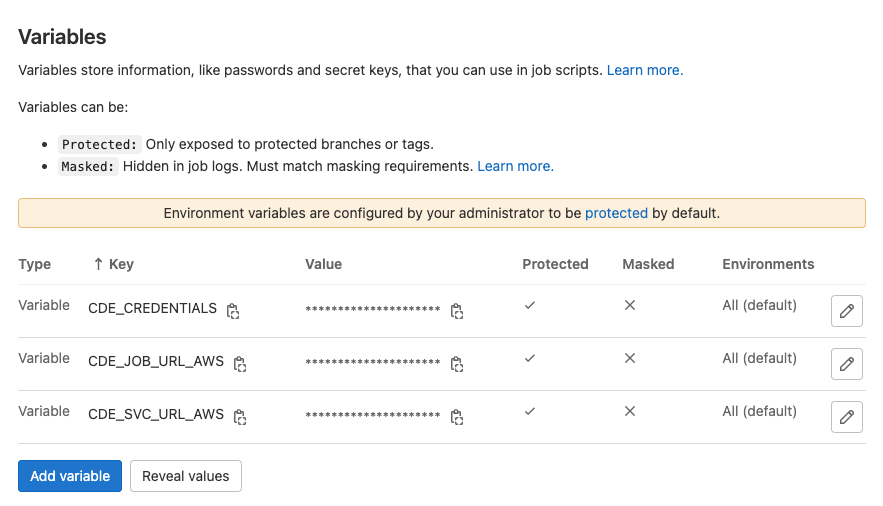 Variables
Variables store information, like passwords and secret keys, that you can use in job scripts. Learn more.
Variables can be:
• Protected: Only exposed to protected branches or tags.
• Masked: Hidden in job logs. Must match masking requirements. Learn more.
Environment variables are configured by your administrator to be protected by default.
Type ↑ Key Value Protected Masked Environments
Variable CDE_CREDENTIALS ********************* ✓ ✕ All (default)
Variable CDE_JOB_URL_AWS ********************* ✓ ✕ All (default)
Variable CDE_SVC_URL_AWS ********************* ✓ ✕ All (default)
Add variable Reveal values